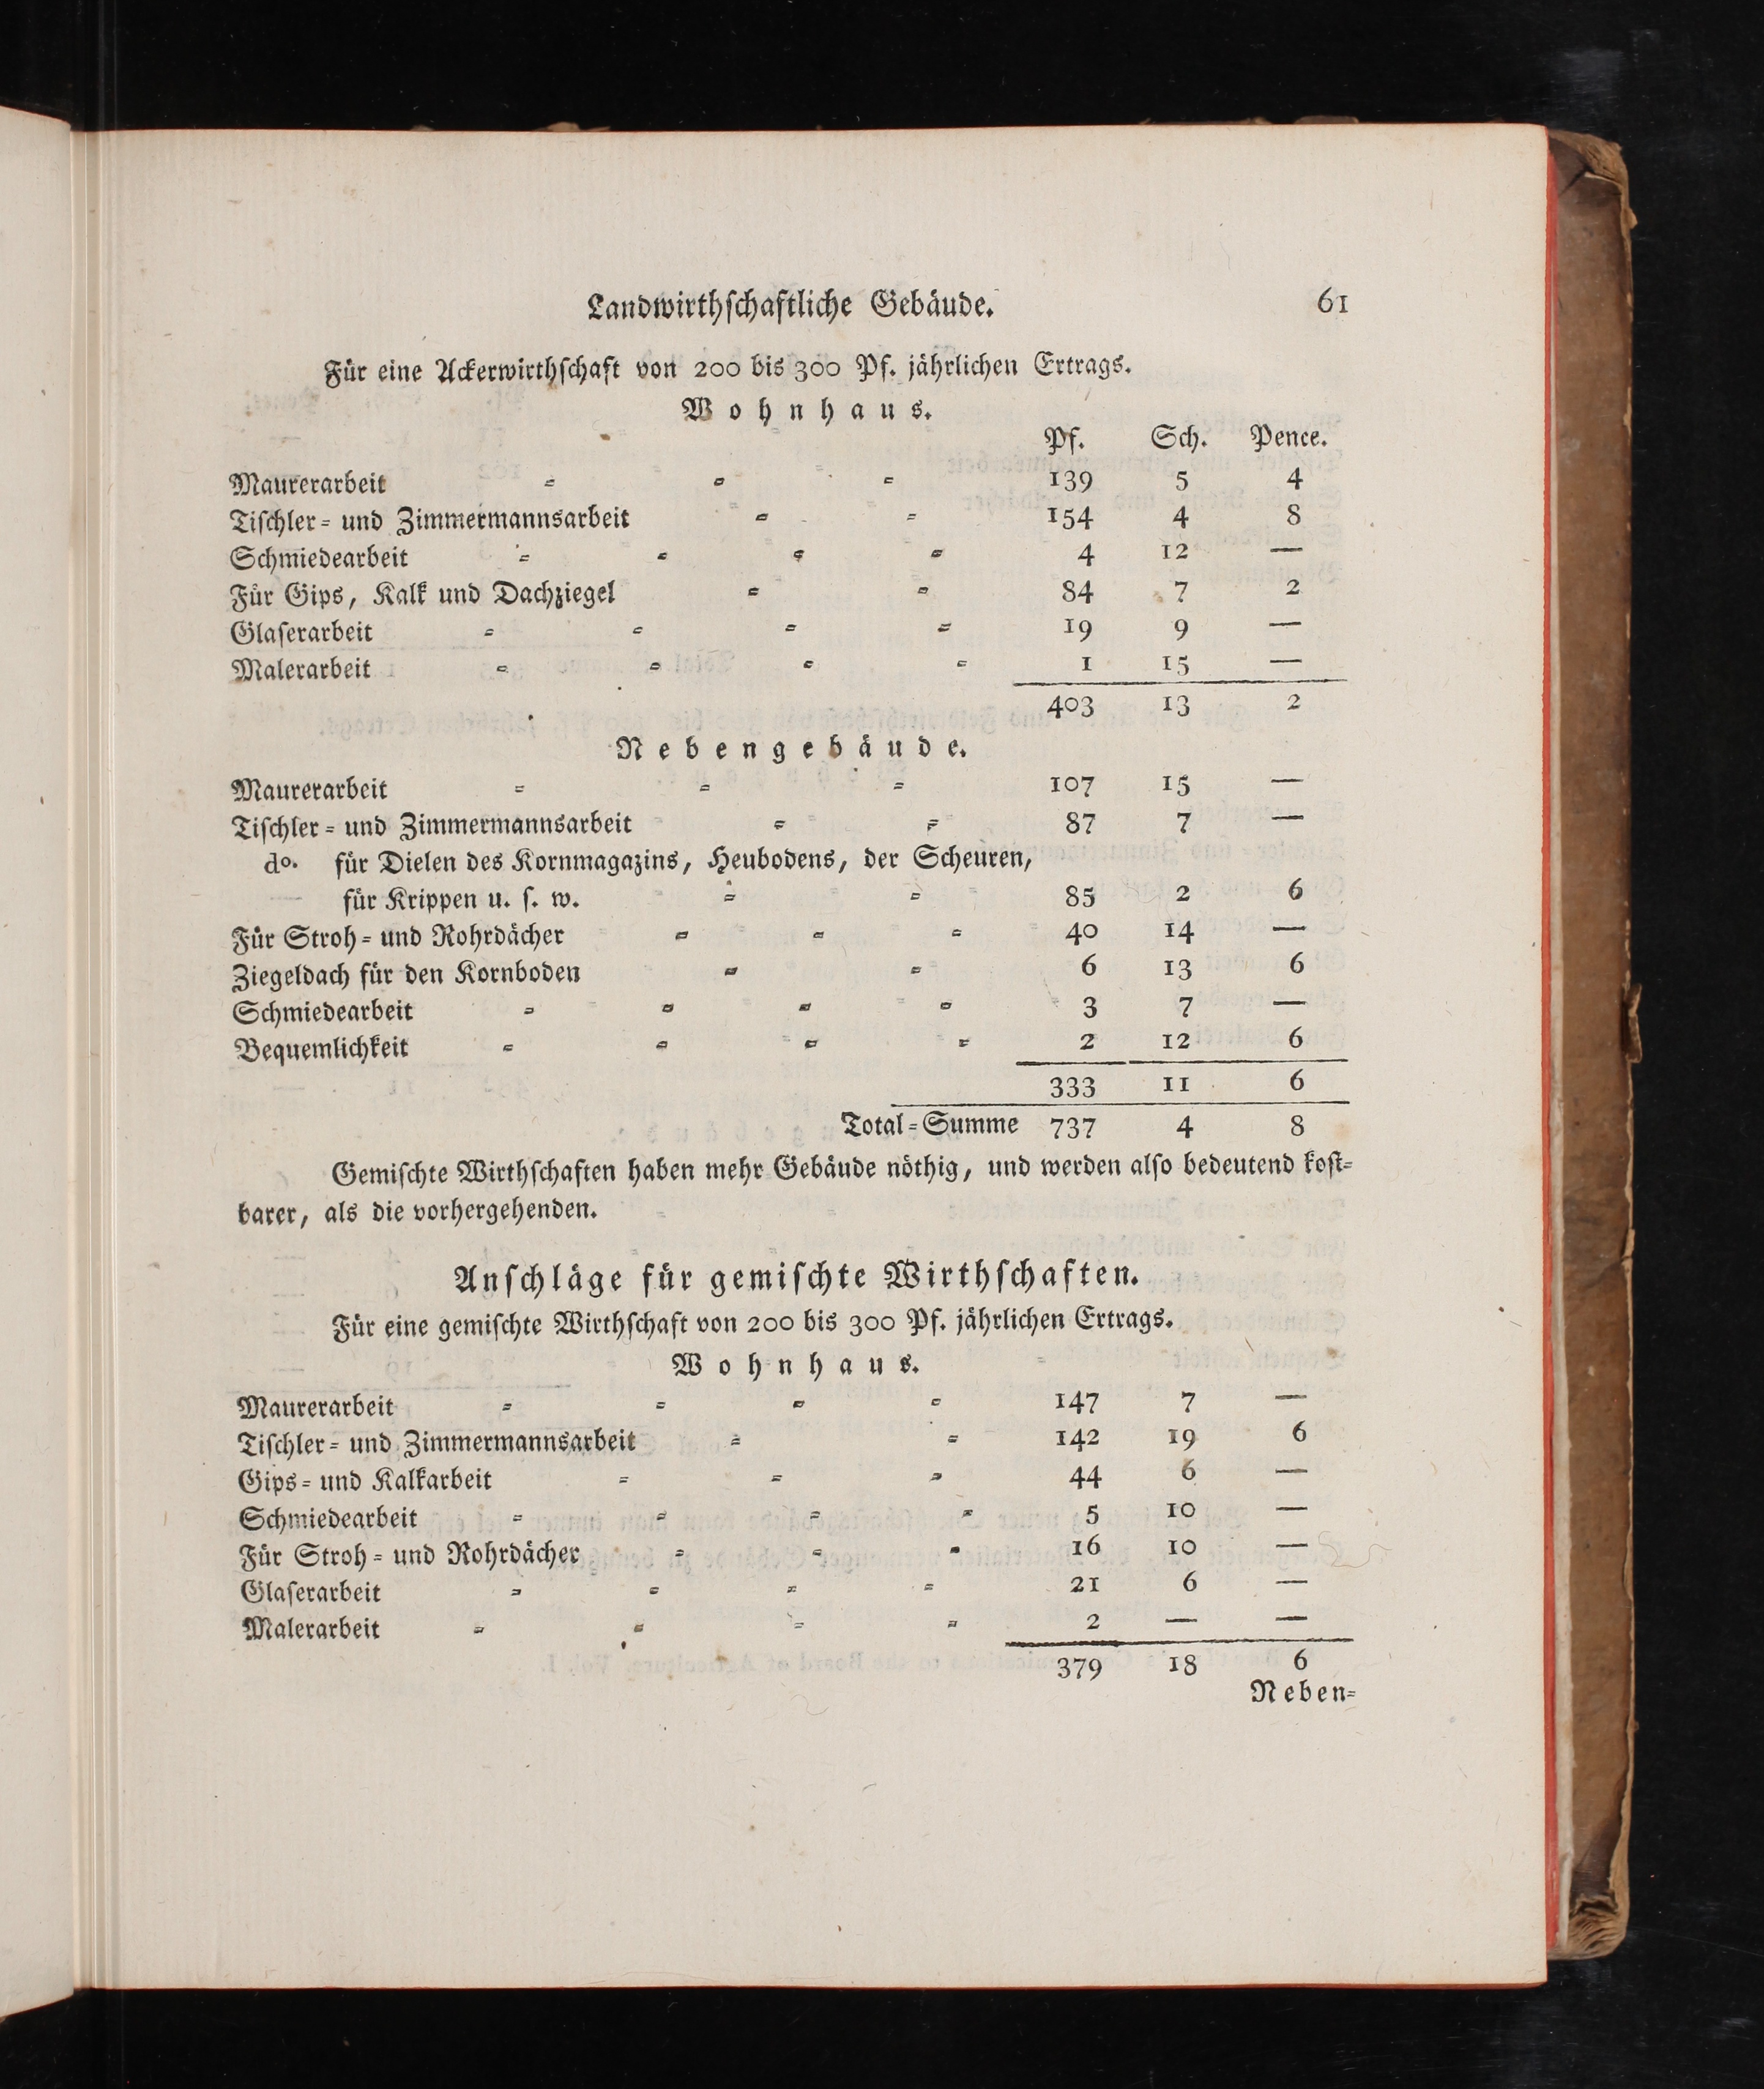 Landwirthſchaftliche Gebäude. 61
Für eine Ackerwirthſchaft von 200 bis 300 Pf. jährlichen Ertrags.
Wohnhaus.
Pf. Sch. Pence.
Maurerarbeit = = = 139 5 4
Tiſchler= und Zimmermannsarbeit = = 154 4 8
Schmiedearbeit = = = = 4 12 —
Für Gips, Kalk und Dachziegel = = 84 7 2
Glaſerarbeit = = = = 19 9 —
Malerarbeit = = = = 1 15 —
403 13 2
Nebengebäude.
Maurerarbeit = = = 107 15 —
Tiſchler= und Zimmermannsarbeit = = 87 7 —
do. für Dielen des Kornmagazins, Heubodens, der Scheuren,
für Krippen u. ſ. w. = = 85 2 6
Für Stroh= und Rohrdächer = = = 40 14 —
Ziegeldach für den Kornboden = = 6 13 6
Schmiedearbeit = = = = 3 7 —
Bequemlichkeit = = = = 2 12 6
333 11 6
Total=Summe 737 4 8
Gemiſchte Wirthſchaften haben mehr Gebäude nöthig, und werden alſo bedeutend koſt=
barer, als die vorhergehenden.
Anſchläge für gemiſchte Wirthſchaften.
Für eine gemiſchte Wirthſchaft von 200 bis 300 Pf. jährlichen Ertrags.
Wohnhaus.
Maurerarbeit = = = = 147 7 —
Tiſchler= und Zimmermannsarbeit = = 142 19 6
Gips= und Kalkarbeit = = = 44 6 —
Schmiedearbeit = = = = 5 10 —
Für Stroh= und Rohrdächer = = = 16 10 —
Glaſerarbeit = = = = 21 6 —
Malerarbeit = = = = 2 — —
379 18 6
Neben=